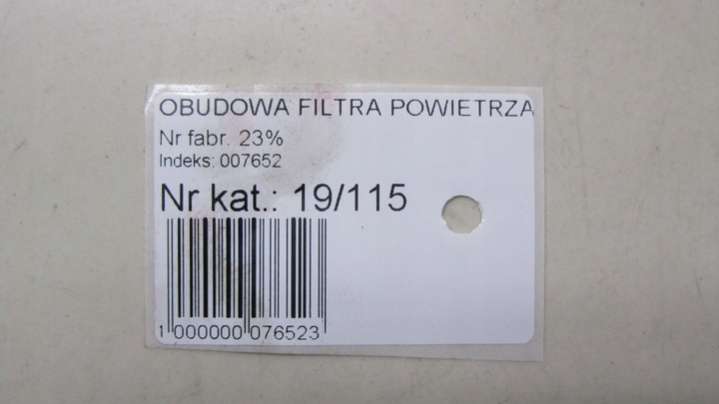 OBUDOWA FILTRA POWIETRZA
Nr fabr. 23%
Indeks: 007652
Nr kat.: 19/115
1 000000 076523